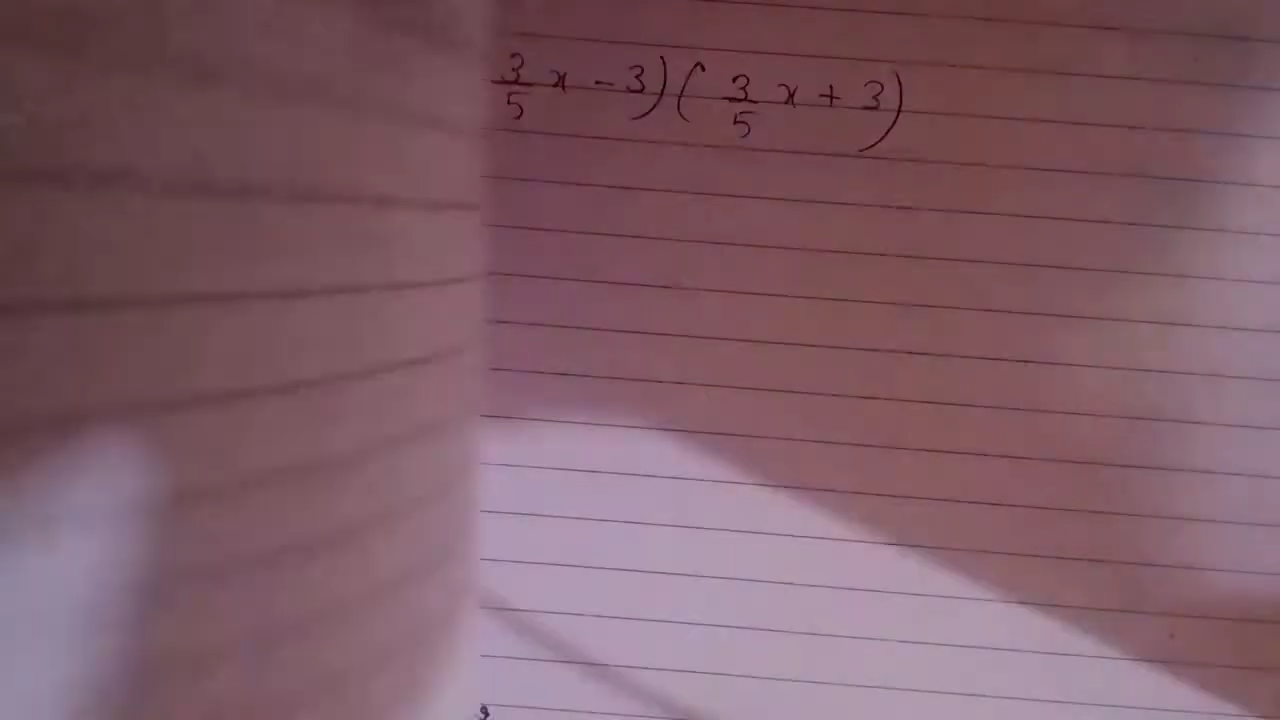 3/5 x - 3) ( 3/5 x + 3)